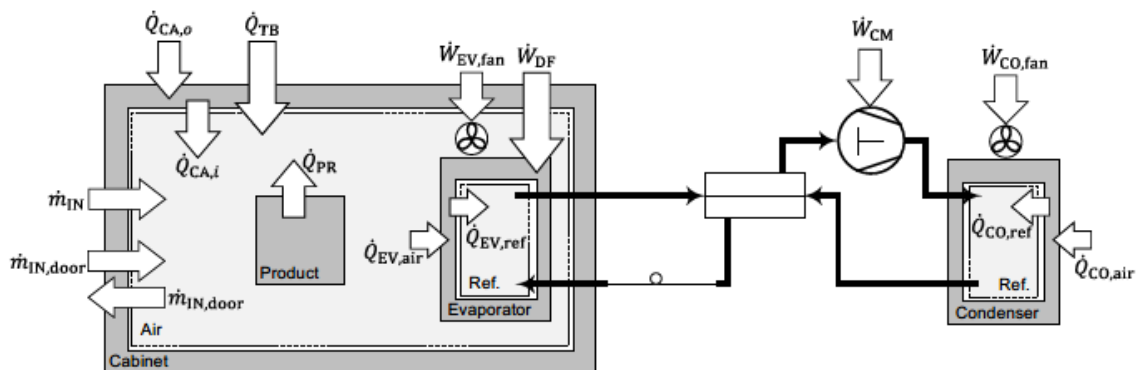 Q̇CA,o
Q̇TB
ẆEV,fan
ẆDF
ẆCM
ẆCO,fan
Q̇CA,i
Q̇PR
ṁIN
Q̇EV,air
Q̇EV,ref
Q̇CO,ref
Q̇CO,air
ṁIN,door
Product
Ref.
Ref.
ṁIN,door
Evaporator
Condenser
Air
Cabinet